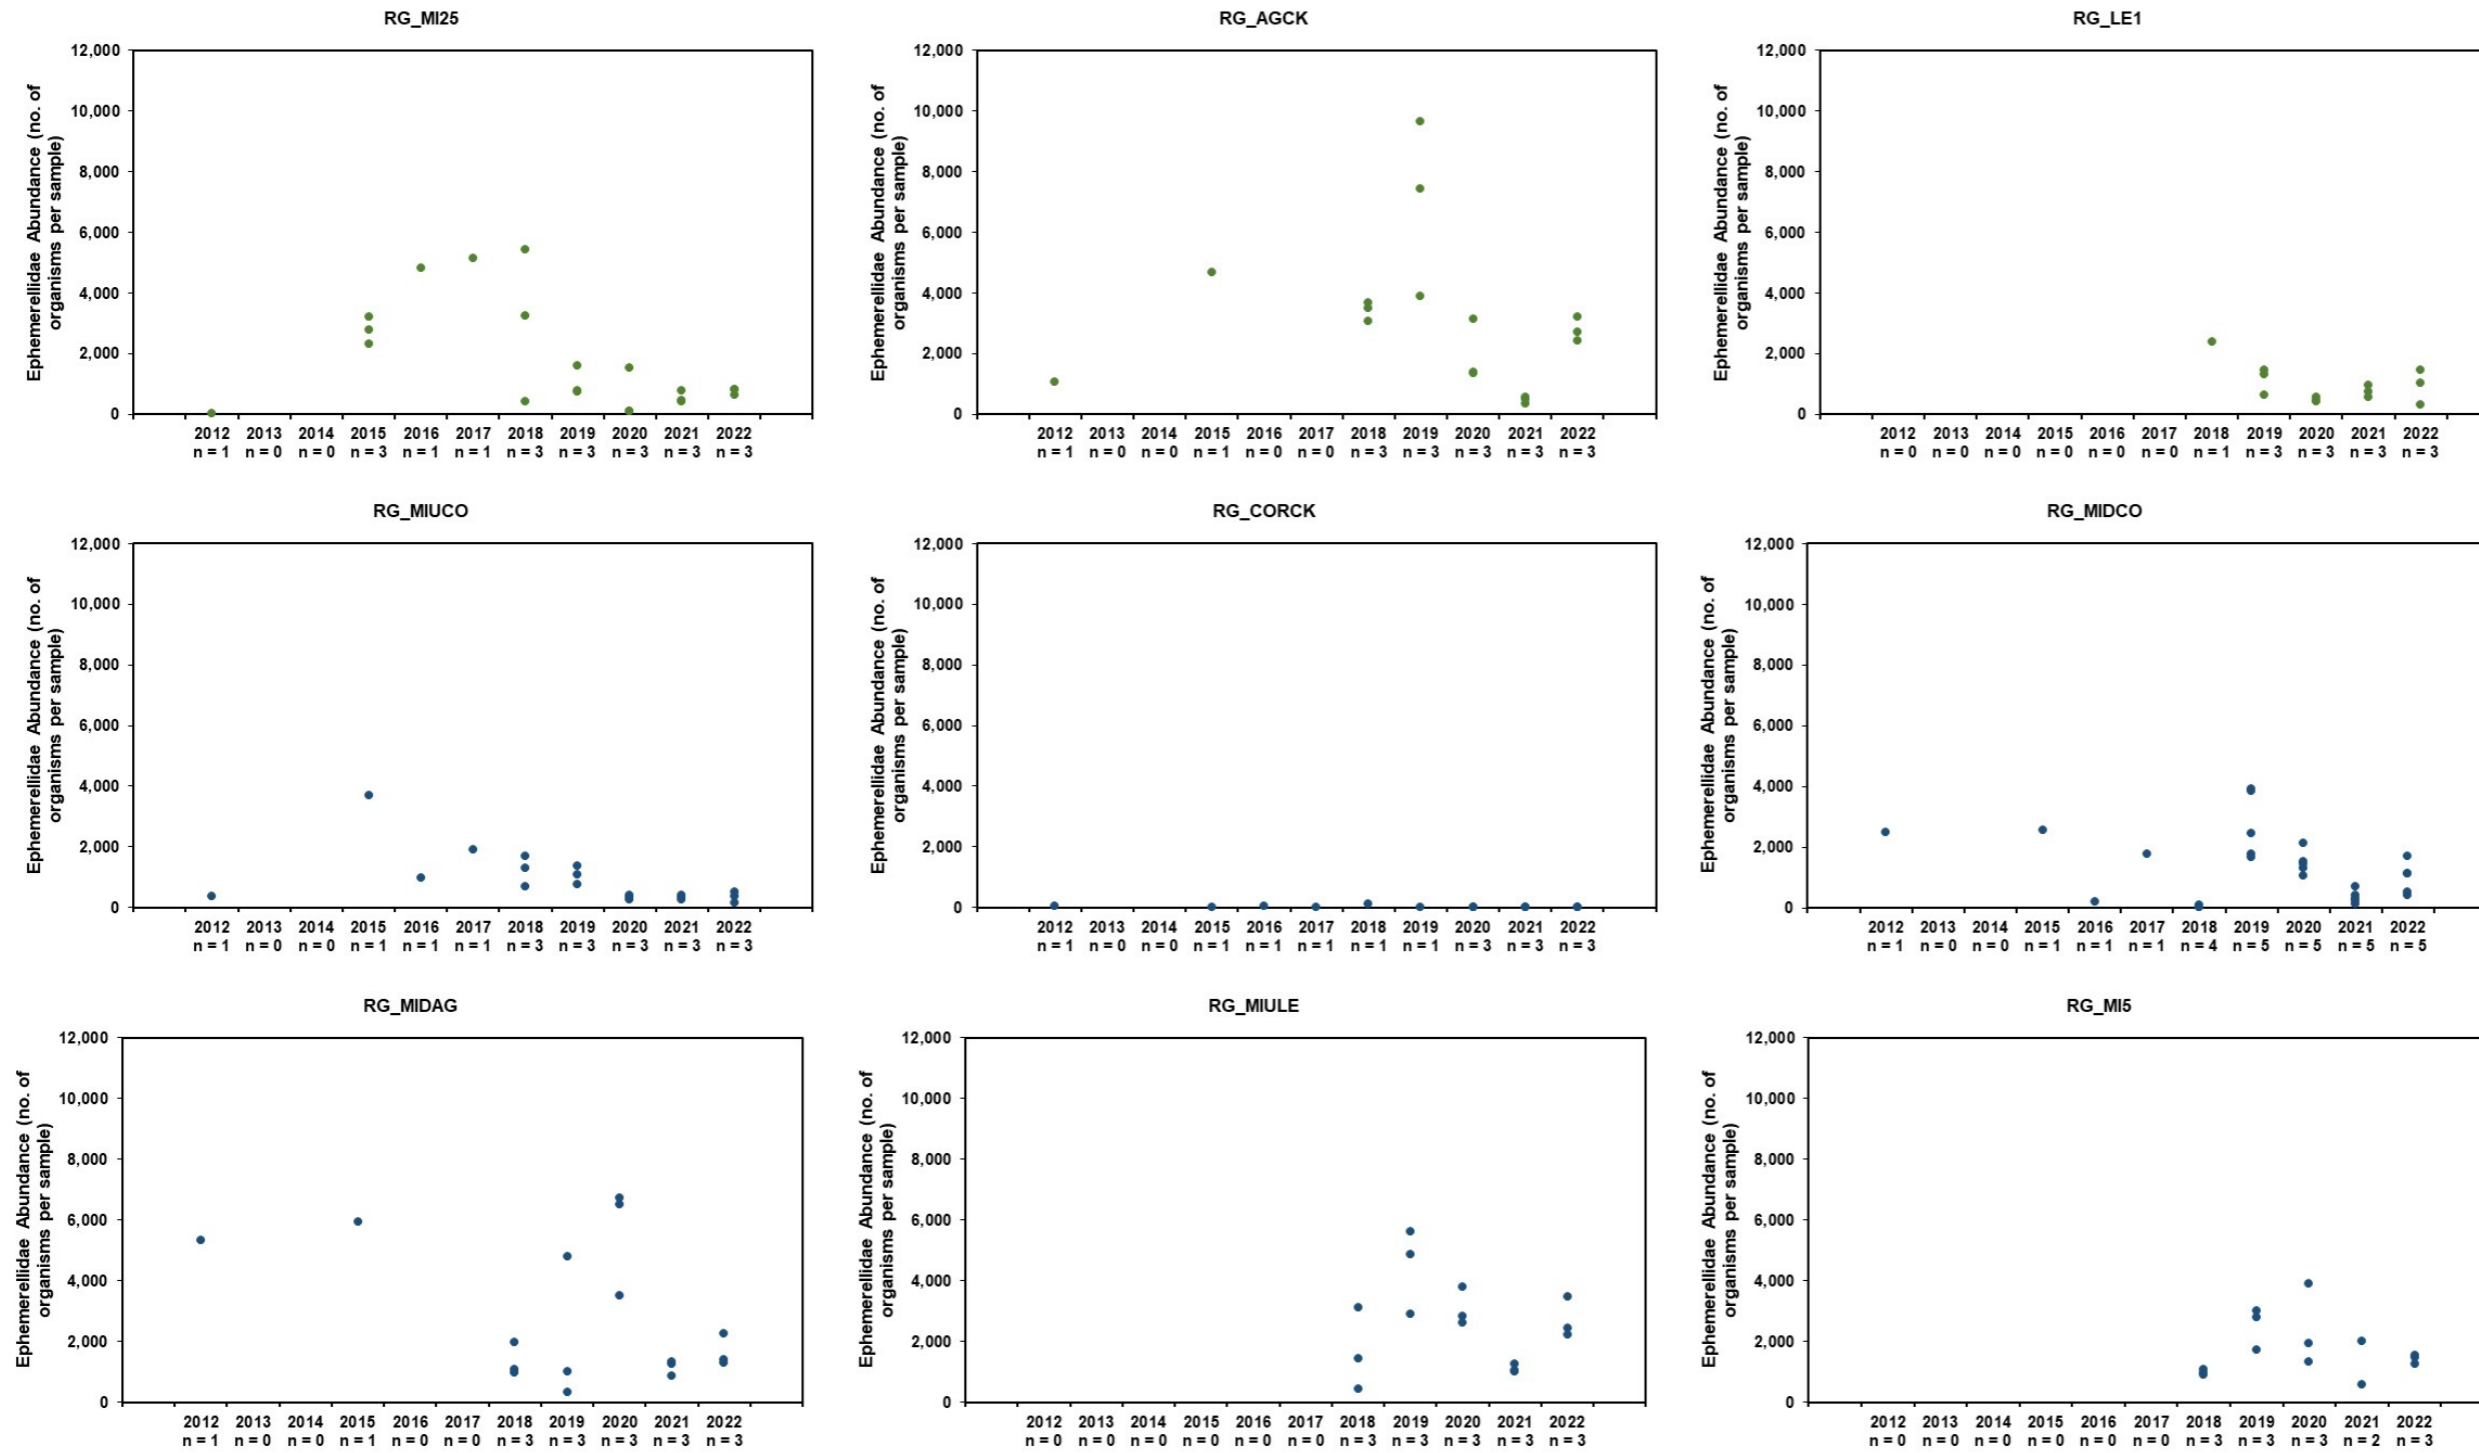 RG_MI25
Ephemerellidae Abundance (no. of
organisms per sample)
12,000
10,000
8,000
6,000
4,000
2,000
0
2012 2013 2014 2015 2016 2017 2018 2019 2020 2021 2022
n = 1 n = 0 n = 0 n = 3 n = 1 n = 1 n = 3 n = 3 n = 3 n = 3 n = 3
RG_AGCK
Ephemerellidae Abundance (no. of
organisms per sample)
12,000
10,000
8,000
6,000
4,000
2,000
0
2012 2013 2014 2015 2016 2017 2018 2019 2020 2021 2022
n = 1 n = 0 n = 0 n = 1 n = 0 n = 0 n = 3 n = 3 n = 3 n = 3 n = 3
RG_LE1
Ephemerellidae Abundance (no. of
organisms per sample)
12,000
10,000
8,000
6,000
4,000
2,000
0
2012 2013 2014 2015 2016 2017 2018 2019 2020 2021 2022
n = 0 n = 0 n = 0 n = 0 n = 0 n = 0 n = 1 n = 3 n = 3 n = 3 n = 3
RG_MIUCO
Ephemerellidae Abundance (no. of
organisms per sample)
12,000
10,000
8,000
6,000
4,000
2,000
0
2012 2013 2014 2015 2016 2017 2018 2019 2020 2021 2022
n = 1 n = 0 n = 0 n = 1 n = 1 n = 1 n = 3 n = 3 n = 3 n = 3 n = 3
RG_CORCK
Ephemerellidae Abundance (no. of
organisms per sample)
12,000
10,000
8,000
6,000
4,000
2,000
0
2012 2013 2014 2015 2016 2017 2018 2019 2020 2021 2022
n = 1 n = 0 n = 0 n = 1 n = 1 n = 1 n = 1 n = 1 n = 3 n = 3 n = 3
RG_MIDCO
Ephemerellidae Abundance (no. of
organisms per sample)
12,000
10,000
8,000
6,000
4,000
2,000
0
2012 2013 2014 2015 2016 2017 2018 2019 2020 2021 2022
n = 1 n = 0 n = 0 n = 1 n = 1 n = 1 n = 4 n = 5 n = 5 n = 5 n = 5
RG_MIDAG
Ephemerellidae Abundance (no. of
organisms per sample)
12,000
10,000
8,000
6,000
4,000
2,000
0
2012 2013 2014 2015 2016 2017 2018 2019 2020 2021 2022
n = 1 n = 0 n = 0 n = 1 n = 0 n = 0 n = 3 n = 3 n = 3 n = 3 n = 3
RG_MIULE
Ephemerellidae Abundance (no. of
organisms per sample)
12,000
10,000
8,000
6,000
4,000
2,000
0
2012 2013 2014 2015 2016 2017 2018 2019 2020 2021 2022
n = 0 n = 0 n = 0 n = 0 n = 0 n = 0 n = 3 n = 3 n = 3 n = 3 n = 3
RG_MI5
Ephemerellidae Abundance (no. of
organisms per sample)
12,000
10,000
8,000
6,000
4,000
2,000
0
2012 2013 2014 2015 2016 2017 2018 2019 2020 2021 2022
n = 0 n = 0 n = 0 n = 0 n = 0 n = 0 n = 3 n = 3 n = 3 n = 2 n = 3